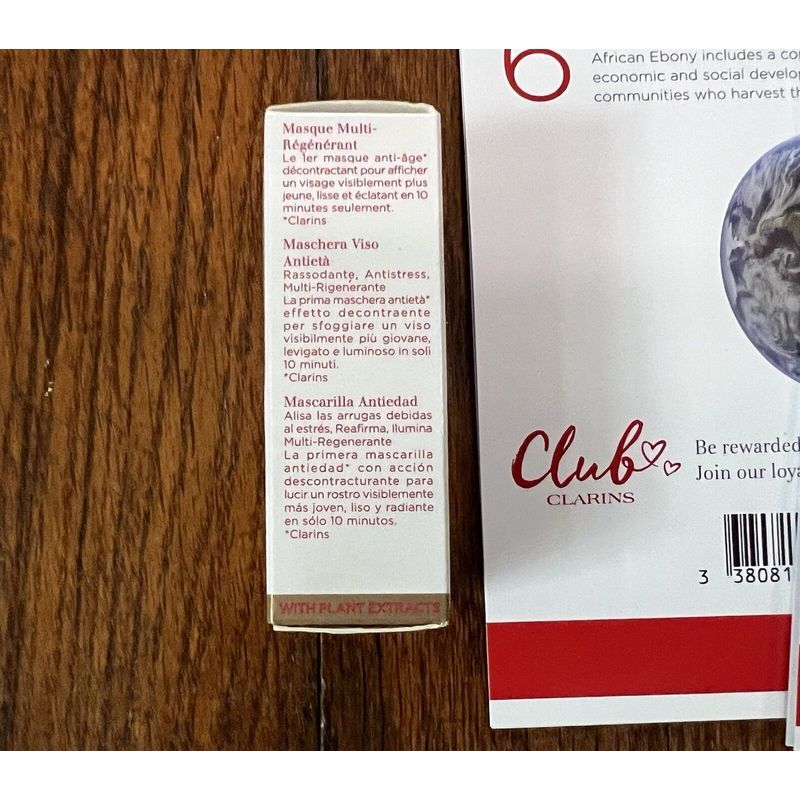 Masque Multi-
Régénérant
Le 1er masque anti-âge*
décontractant pour afficher
un visage visiblement plus
jeune, lisse et éclatant en 10
minutes seulement.
*Clarins
Maschera Viso
Antietà
Rassodante, Antistress,
Multi-Rigenerante
La prima maschera antietà*
effetto decontraente
per sfoggiare un viso
visibilmente più giovane,
levigato e luminoso in soli
10 minuti.
*Clarins
Mascarilla Antiedad
Alisa las arrugas debidas
al estrés, Reafirma, Ilumina
Multi-Regenerante
La primera mascarilla
antiedad* con acción
descontracturante para
lucir un rostro visiblemente
más joven, liso y radiante
en sólo 10 minutos.
*Clarins
WITH PLANT EXTRACTS
6
African Ebony includes a
economic and social
communities who harvest
Club
CLARINS
Be rewarded
Join our
3 38081